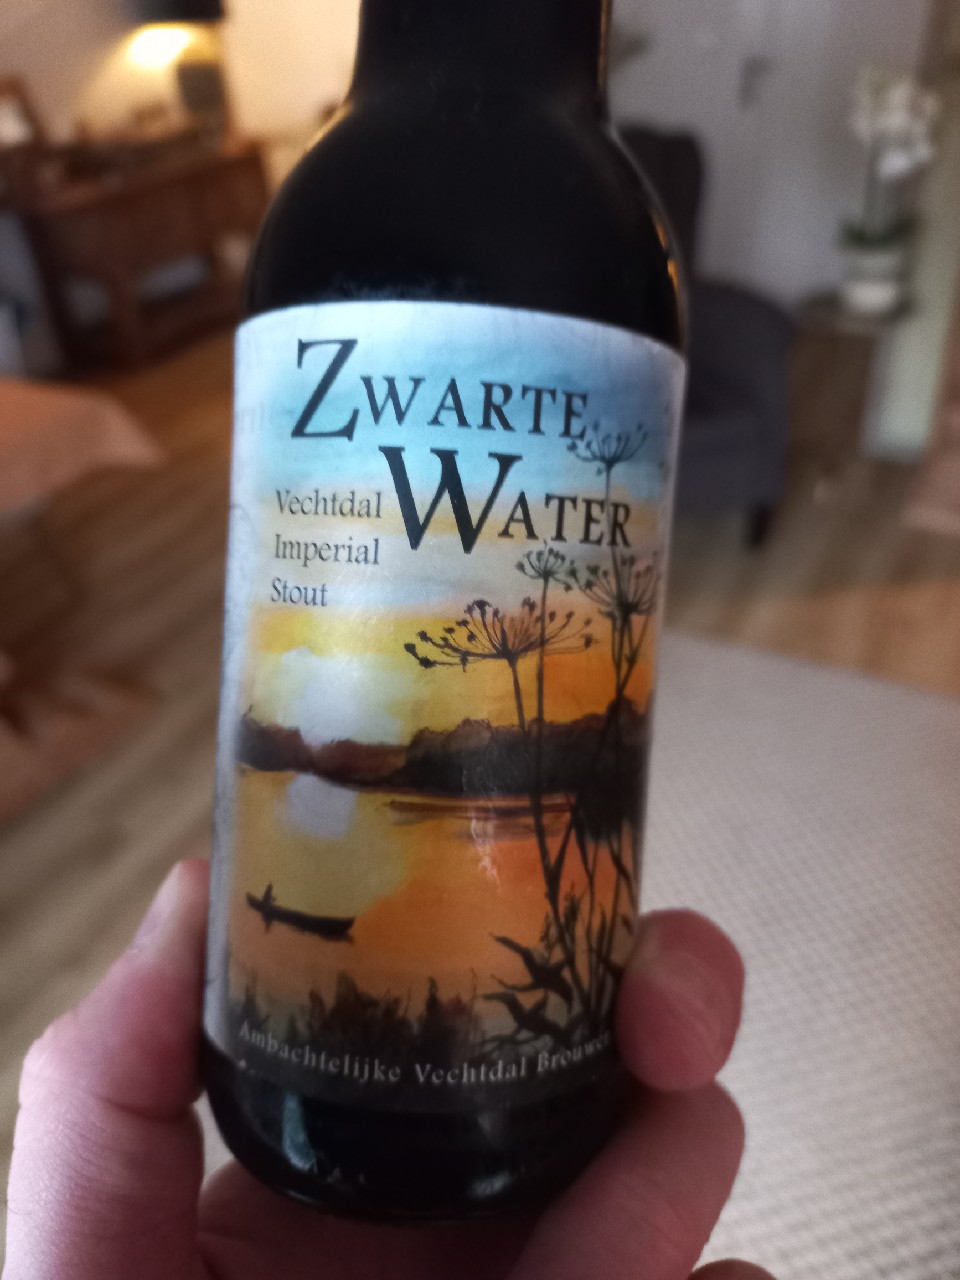 Zwarte
Water
Vechtdal
Imperial
Stout
Ambachtelijke Vechtdal